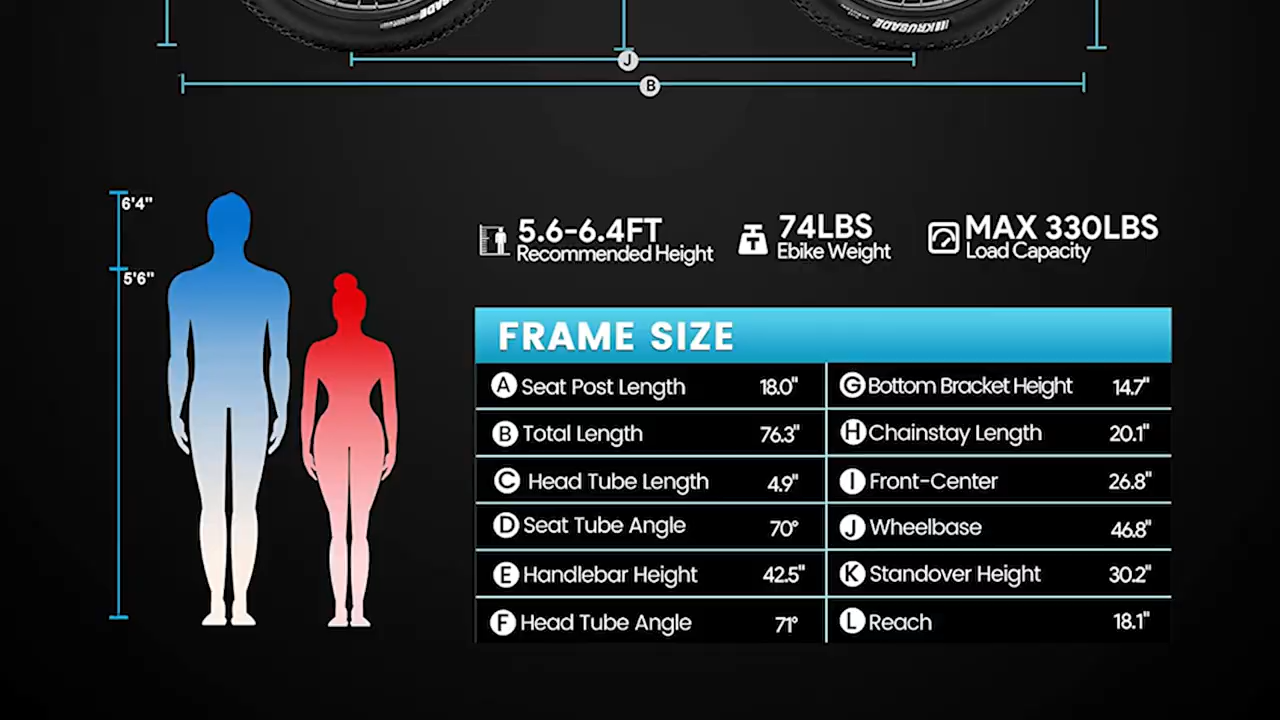 KRUSADE
J
B
6'4"
5'6"
5.6-6.4FT
Recommended Height
74LBS
Ebike Weight
MAX 330LBS
Load Capacity
FRAME SIZE
A Seat Post Length 18.0"
G Bottom Bracket Height 14.7"
B Total Length 76.3"
H Chainstay Length 20.1"
C Head Tube Length 4.9"
I Front-Center 26.8"
D Seat Tube Angle 70°
J Wheelbase 46.8"
E Handlebar Height 42.5"
K Standover Height 30.2"
F Head Tube Angle 71°
L Reach 18.1"